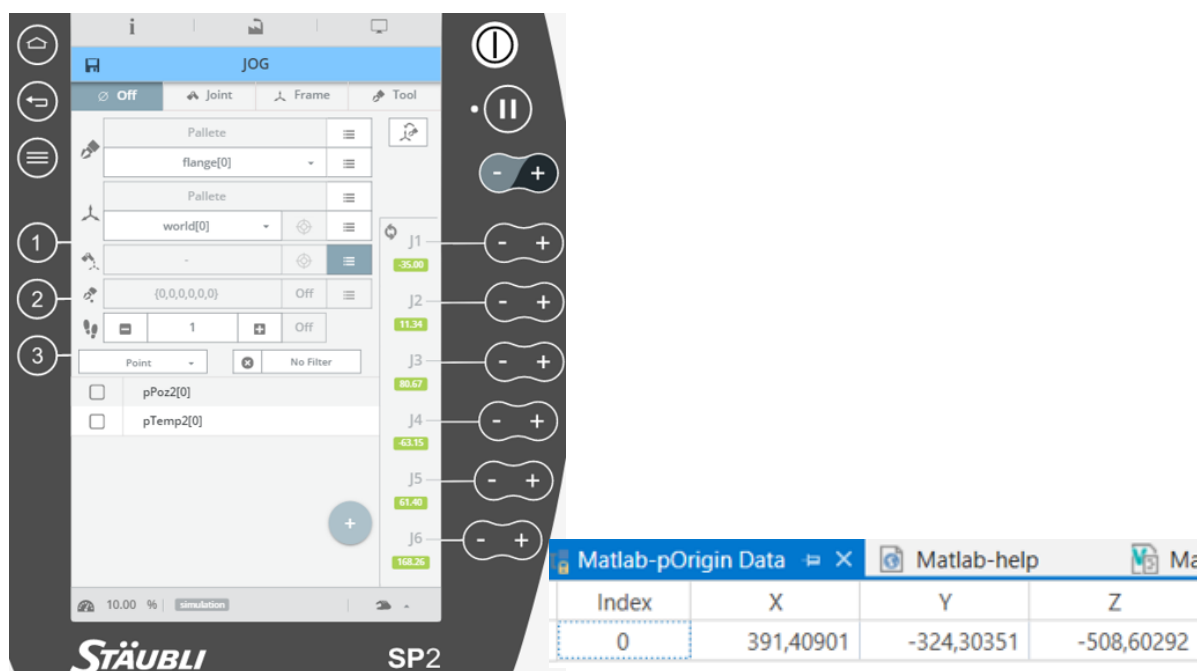 i
JOG
Off Joint Frame Tool
Pallete
flange[0]
Pallete
world[0]
1
-
J1
-35.00
2
{0,0,0,0,0,0} Off
J2
1 Off
11.34
3
Point No Filter
J3
80.67
pPoz2[0]
pTemp2[0]
J4
-63.15
J5
61.40
J6
168.26
10.00 % simulation -
STÄUBLI SP2
- +
- +
- +
- +
- +
- +
- +
Matlab-pOrigin Data Matlab-help Ma
Index X Y Z
0 391,40901 -324,30351 -508,60292